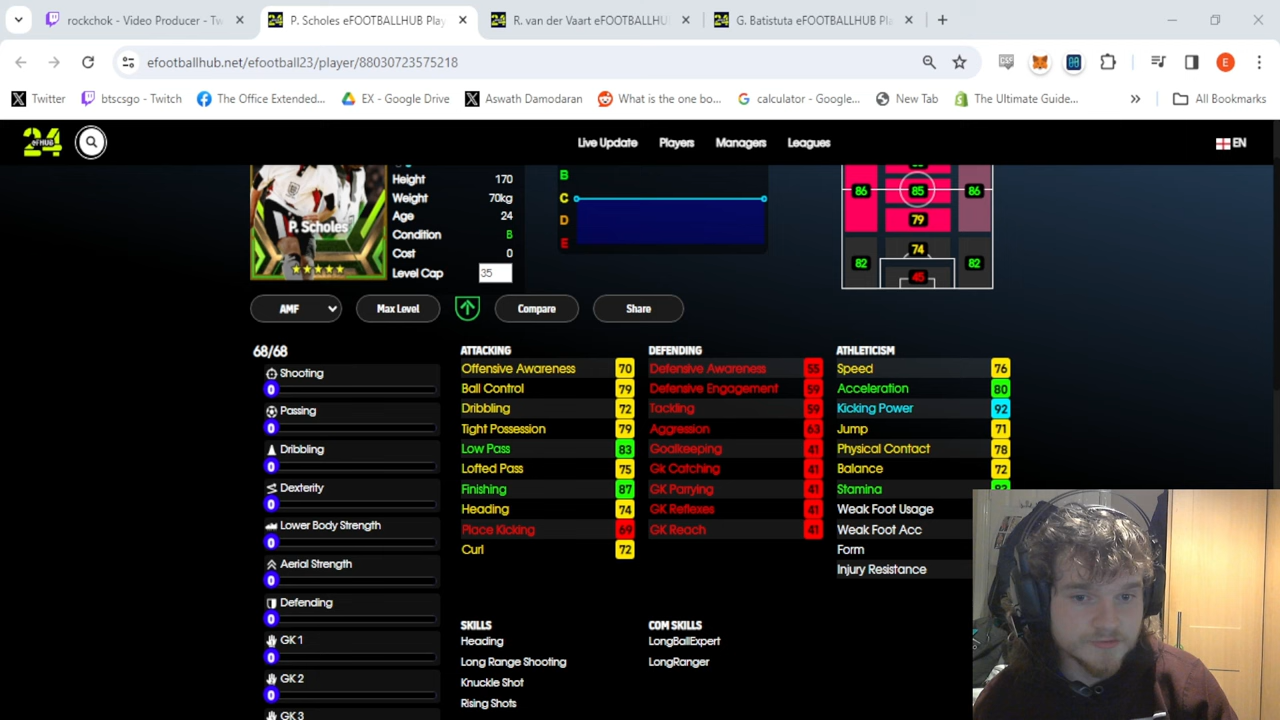 rockchok - Video Producer - Tw
P. Scholes eFOOTBALLHUB Play
R. van der Vaart eFOOTBALLHU
G. Batistuta eFOOTBALLHUB Pl
efootballhub.net/efootball23/player/88030723575218
E
Twitter
btscsgo - Twitch
The Office Extended...
EX - Google Drive
Aswath Damodaran
What is the one bo...
calculator - Google...
New Tab
The Ultimate Guide...
All Bookmarks
24
eFHUB
Live Update
Players
Managers
Leagues
EN
P. Scholes
Height 170
Weight 70kg
Age 24
Condition B
Cost 0
Level Cap 35
B
C
D
E
86 85 86
79
74
82 82
45
AMF
Max Level
Compare
Share
68/68
Shooting
0
Passing
0
Dribbling
0
Dexterity
0
Lower Body Strength
0
Aerial Strength
0
Defending
0
GK 1
0
GK 2
0
GK 3
ATTACKING
Offensive Awareness 70
Ball Control 79
Dribbling 72
Tight Possession 79
Low Pass 83
Lofted Pass 75
Finishing 87
Heading 74
Place Kicking 69
Curl 72
DEFENDING
Defensive Awareness 55
Defensive Engagement 59
Tackling 59
Aggression 63
Goalkeeping 41
Gk Catching 41
GK Parrying 41
GK Reflexes 41
GK Reach 41
ATHLETICISM
Speed 76
Acceleration 80
Kicking Power 92
Jump 71
Physical Contact 78
Balance 72
Stamina
Weak Foot Usage
Weak Foot Acc
Form
Injury Resistance
SKILLS
Heading
Long Range Shooting
Knuckle Shot
Rising Shots
COM SKILLS
LongBallExpert
LongRanger